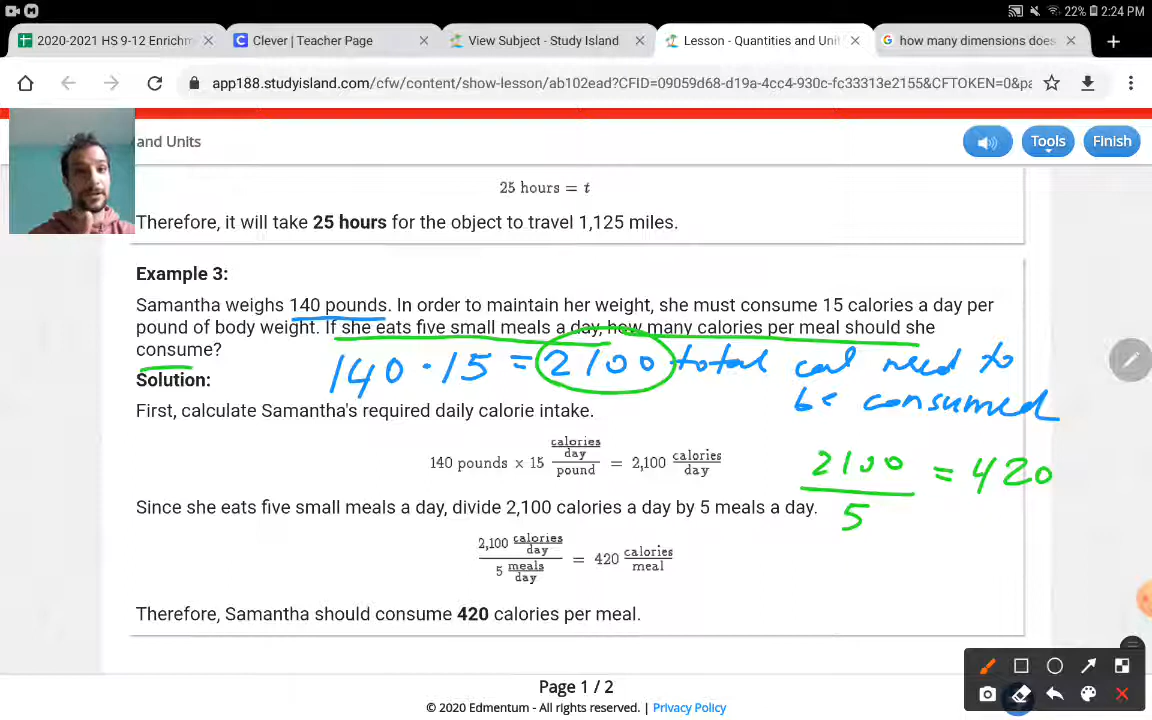 22% 2:24 PM
2020-2021 HS 9-12 Enrichm
Clever | Teacher Page
View Subject - Study Island
Lesson - Quantities and Unit
how many dimensions does
app188.studyisland.com/cfw/content/show-lesson/ab102ead?CFID=09059d68-d19a-4cc4-930c-fc33313e2155&CFTOKEN=0&pa
and Units
Tools
Finish
25 hours = t
Therefore, it will take 25 hours for the object to travel 1,125 miles.
Example 3:
Samantha weighs 140 pounds. In order to maintain her weight, she must consume 15 calories a day per
pound of body weight. If she eats five small meals a day, how many calories per meal should she
consume?
140 · 15 = 2100 total cal need to
be consumed
Solution:
First, calculate Samantha's required daily calorie intake.
140 pounds × 15 calories/day/pound = 2,100 calories/day
2100/5 = 420
Since she eats five small meals a day, divide 2,100 calories a day by 5 meals a day.
2,100 calories/day / 5 meals/day = 420 calories/meal
Therefore, Samantha should consume 420 calories per meal.
Page 1 / 2
© 2020 Edmentum - All rights reserved. | Privacy Policy